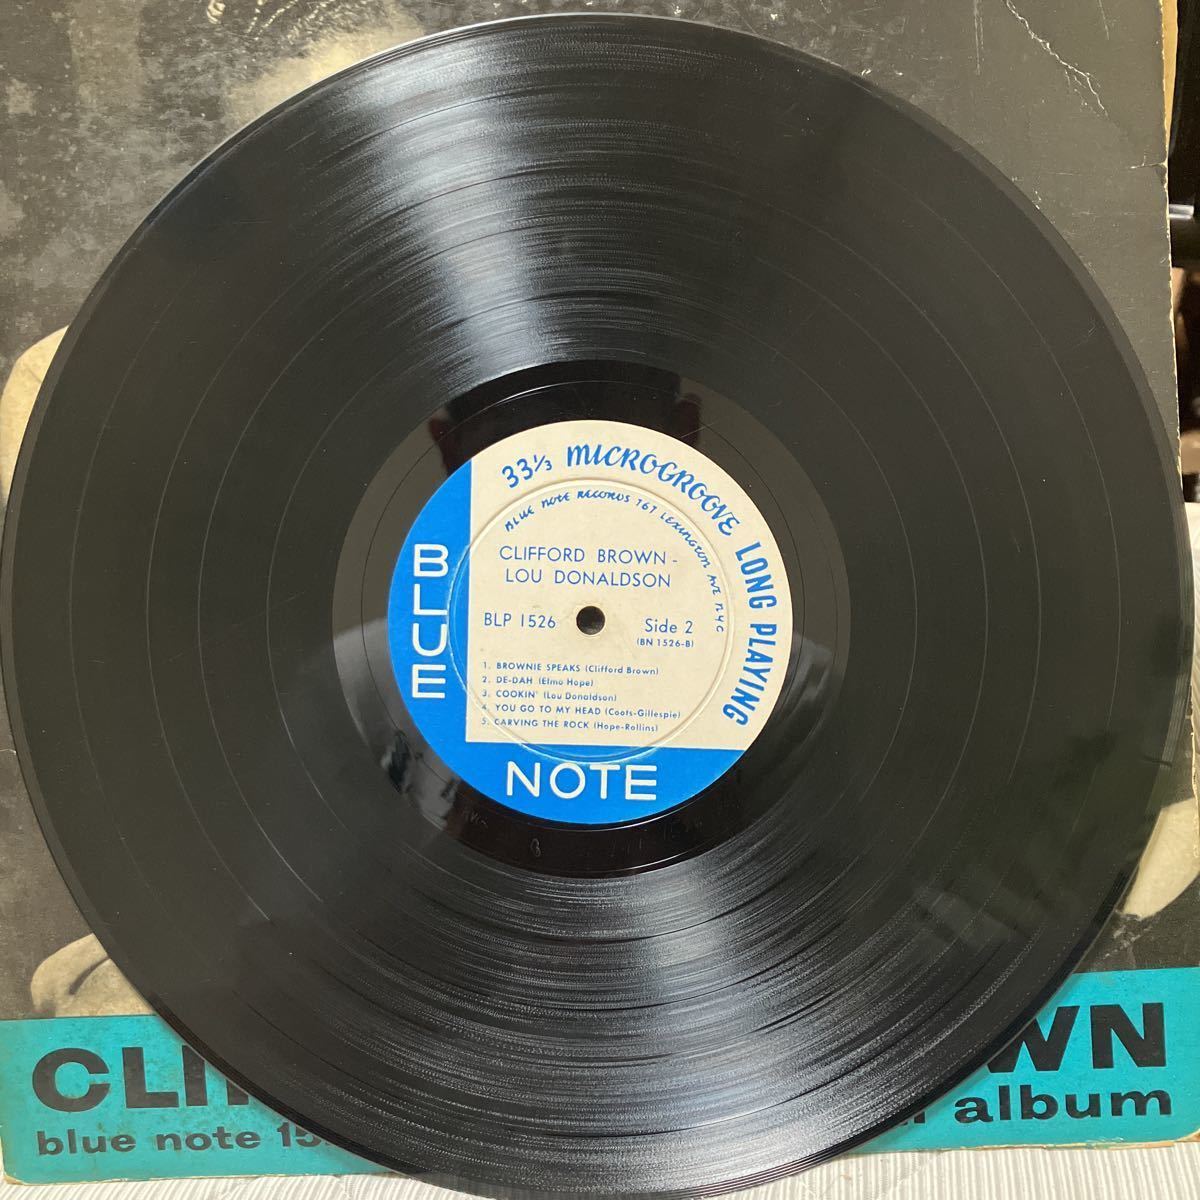 33⅓ MICROGROOVE LONG PLAYING
BLUE NOTE RECORDS 767 LEXINGTON AVE NYC
CLIFFORD BROWN -
LOU DONALDSON
BLP 1526
Side 2
(BN 1526-B)
1. BROWNIE SPEAKS (Clifford Brown)
2. DE-DAH (Elmo Hope)
3. COOKIN' (Lou Donaldson)
4. YOU GO TO MY HEAD (Coots-Gillespie)
5. CARVING THE ROCK (Hope-Rollins)
BLUE
NOTE
CLI WN
blue note 15 album